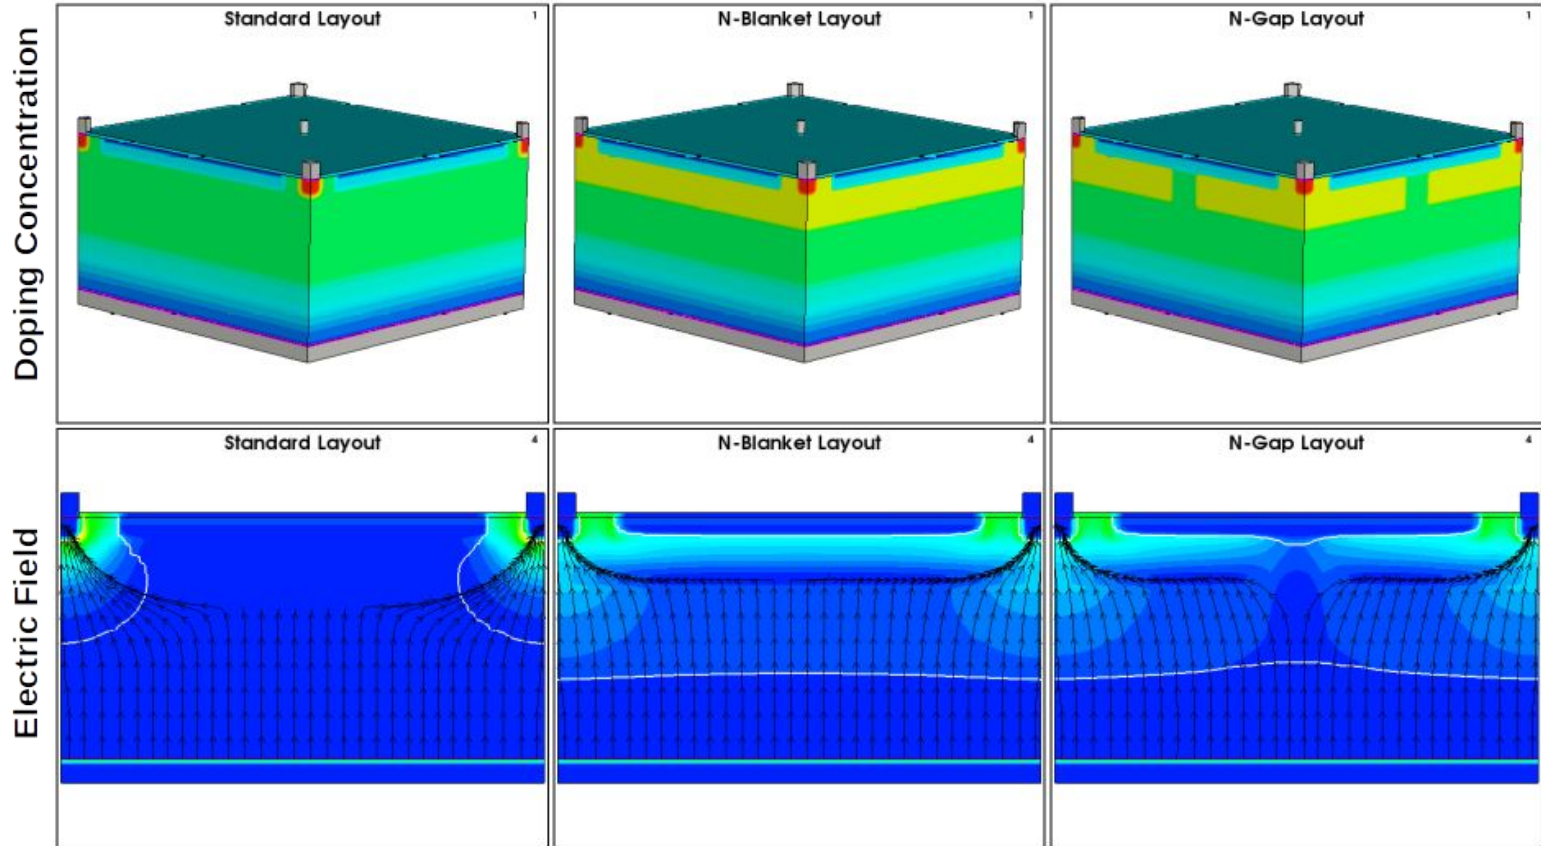 Doping Concentration
Standard Layout
1
N-Blanket Layout
1
N-Gap Layout
1
Electric Field
Standard Layout
4
N-Blanket Layout
4
N-Gap Layout
4